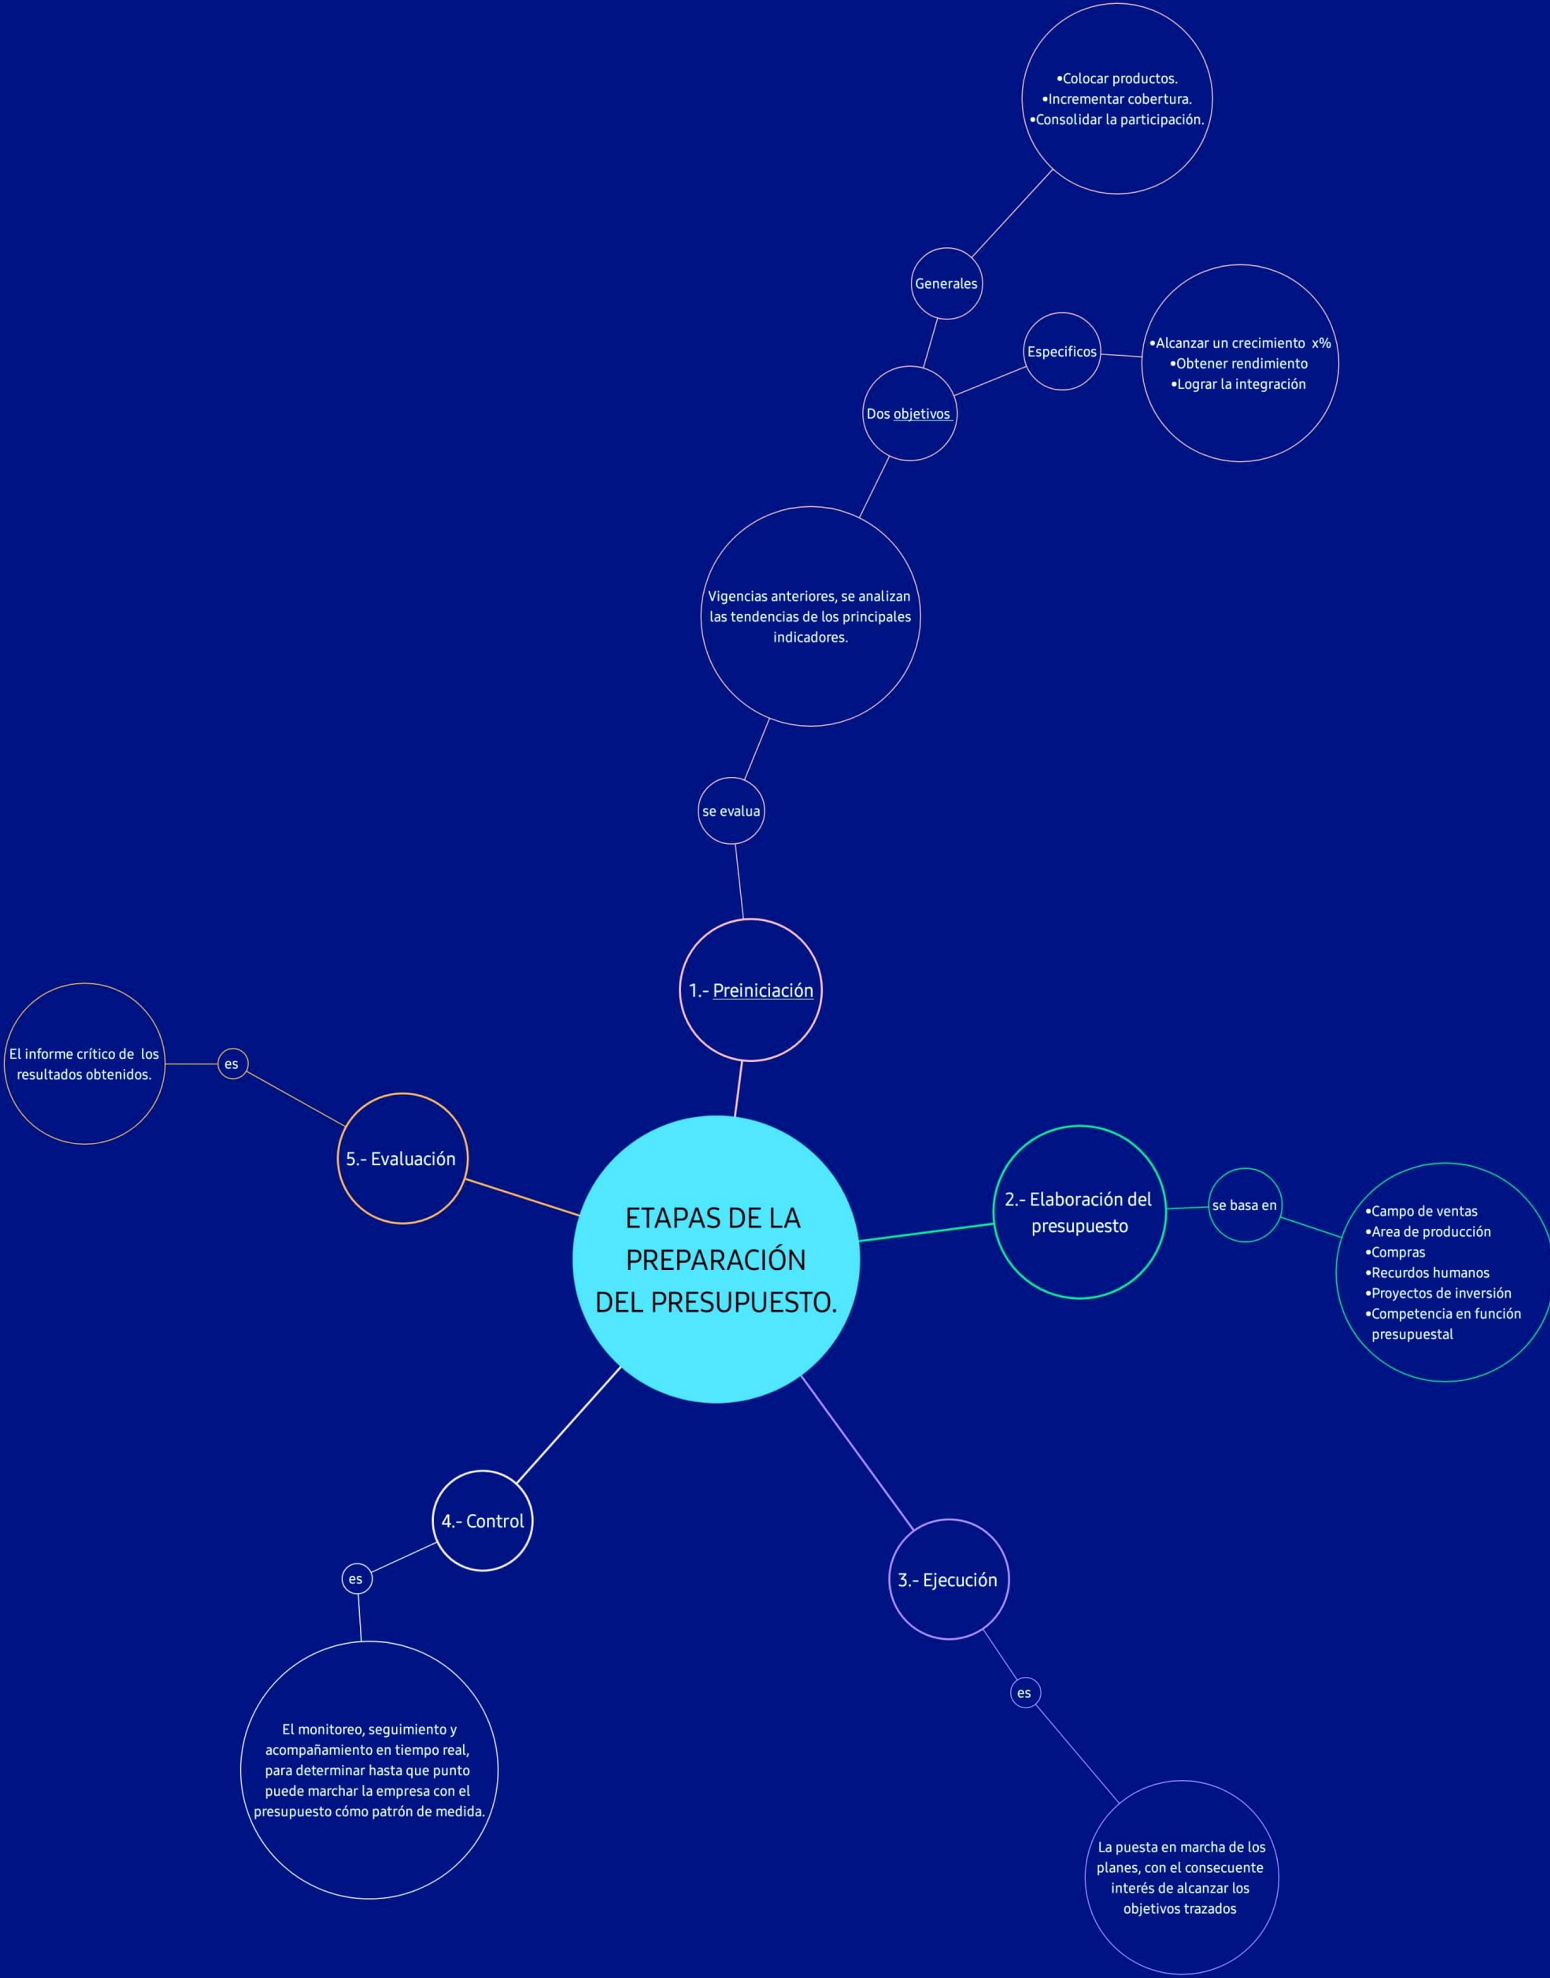 •Colocar productos.
•Incrementar cobertura.
•Consolidar la participación.
Generales
Especificos
•Alcanzar un crecimiento  x%
•Obtener rendimiento
•Lograr la integración
Dos objetivos
Vigencias anteriores, se analizan
las tendencias de los principales
indicadores.
se evalua
1.- Preiniciación
El informe crítico de  los
resultados obtenidos.
es
5.- Evaluación
ETAPAS DE LA
PREPARACIÓN
DEL PRESUPUESTO.
2.- Elaboración del
presupuesto
se basa en
•Campo de ventas
•Area de producción
•Compras
•Recurdos humanos
•Proyectos de inversión
•Competencia en función
presupuestal
4.- Control
es
El monitoreo, seguimiento y
acompañamiento en tiempo real,
para determinar hasta que punto
puede marchar la empresa con el
presupuesto cómo patrón de medida.
3.- Ejecución
es
La puesta en marcha de los
planes, con el consecuente
interés de alcanzar los
objetivos trazados